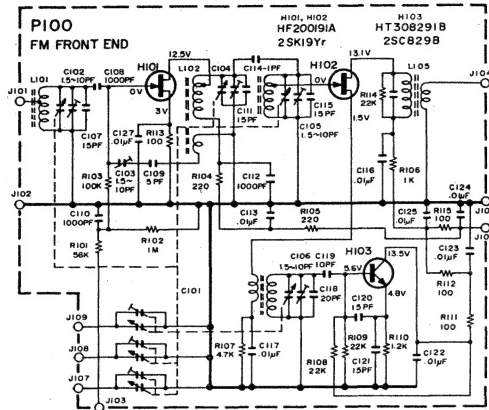 P100
FM FRONT END
H101, H102
HF200191A
2SK19Yr
H103
HT308291B
2SC829B
12.5V
13.1V
H101
H102
L101
C102
1.5~10PF
C108
1000PF
L102
C104
C114-1PF
L105
J101
J104
0V
0V
3V
1.5V
C107
15PF
C127
.01µF
R113
100
C111
15PF
C115
15PF
C105
1.5~10PF
R114
22K
R103
100K
C103
1.5~
10PF
C109
5PF
R104
220
C112
1000PF
C116
.01µF
R106
1K
C124
.01µF
J102
C110
1000PF
C113
.01µF
R105
220
C125
.01µF
R115
100
R101
56K
R102
1M
C123
.01µF
C101
C106
1.5~10PF
C119
10PF
H103
13.5V
5.6V
4.8V
C118
20PF
R112
100
C120
15PF
R111
100
J109
J108
J107
J103
R107
4.7K
C117
.01µF
R108
22K
R109
22K
C121
15PF
R110
1.2K
C122
.01µF